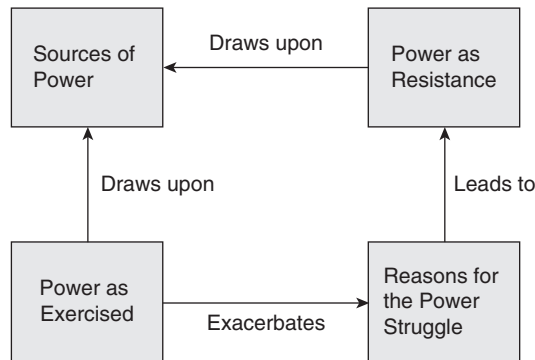 Sources of
Power
Draws upon
Power as
Resistance
Draws upon
Leads to
Power as
Exercised
Exacerbates
Reasons for
the Power
Struggle